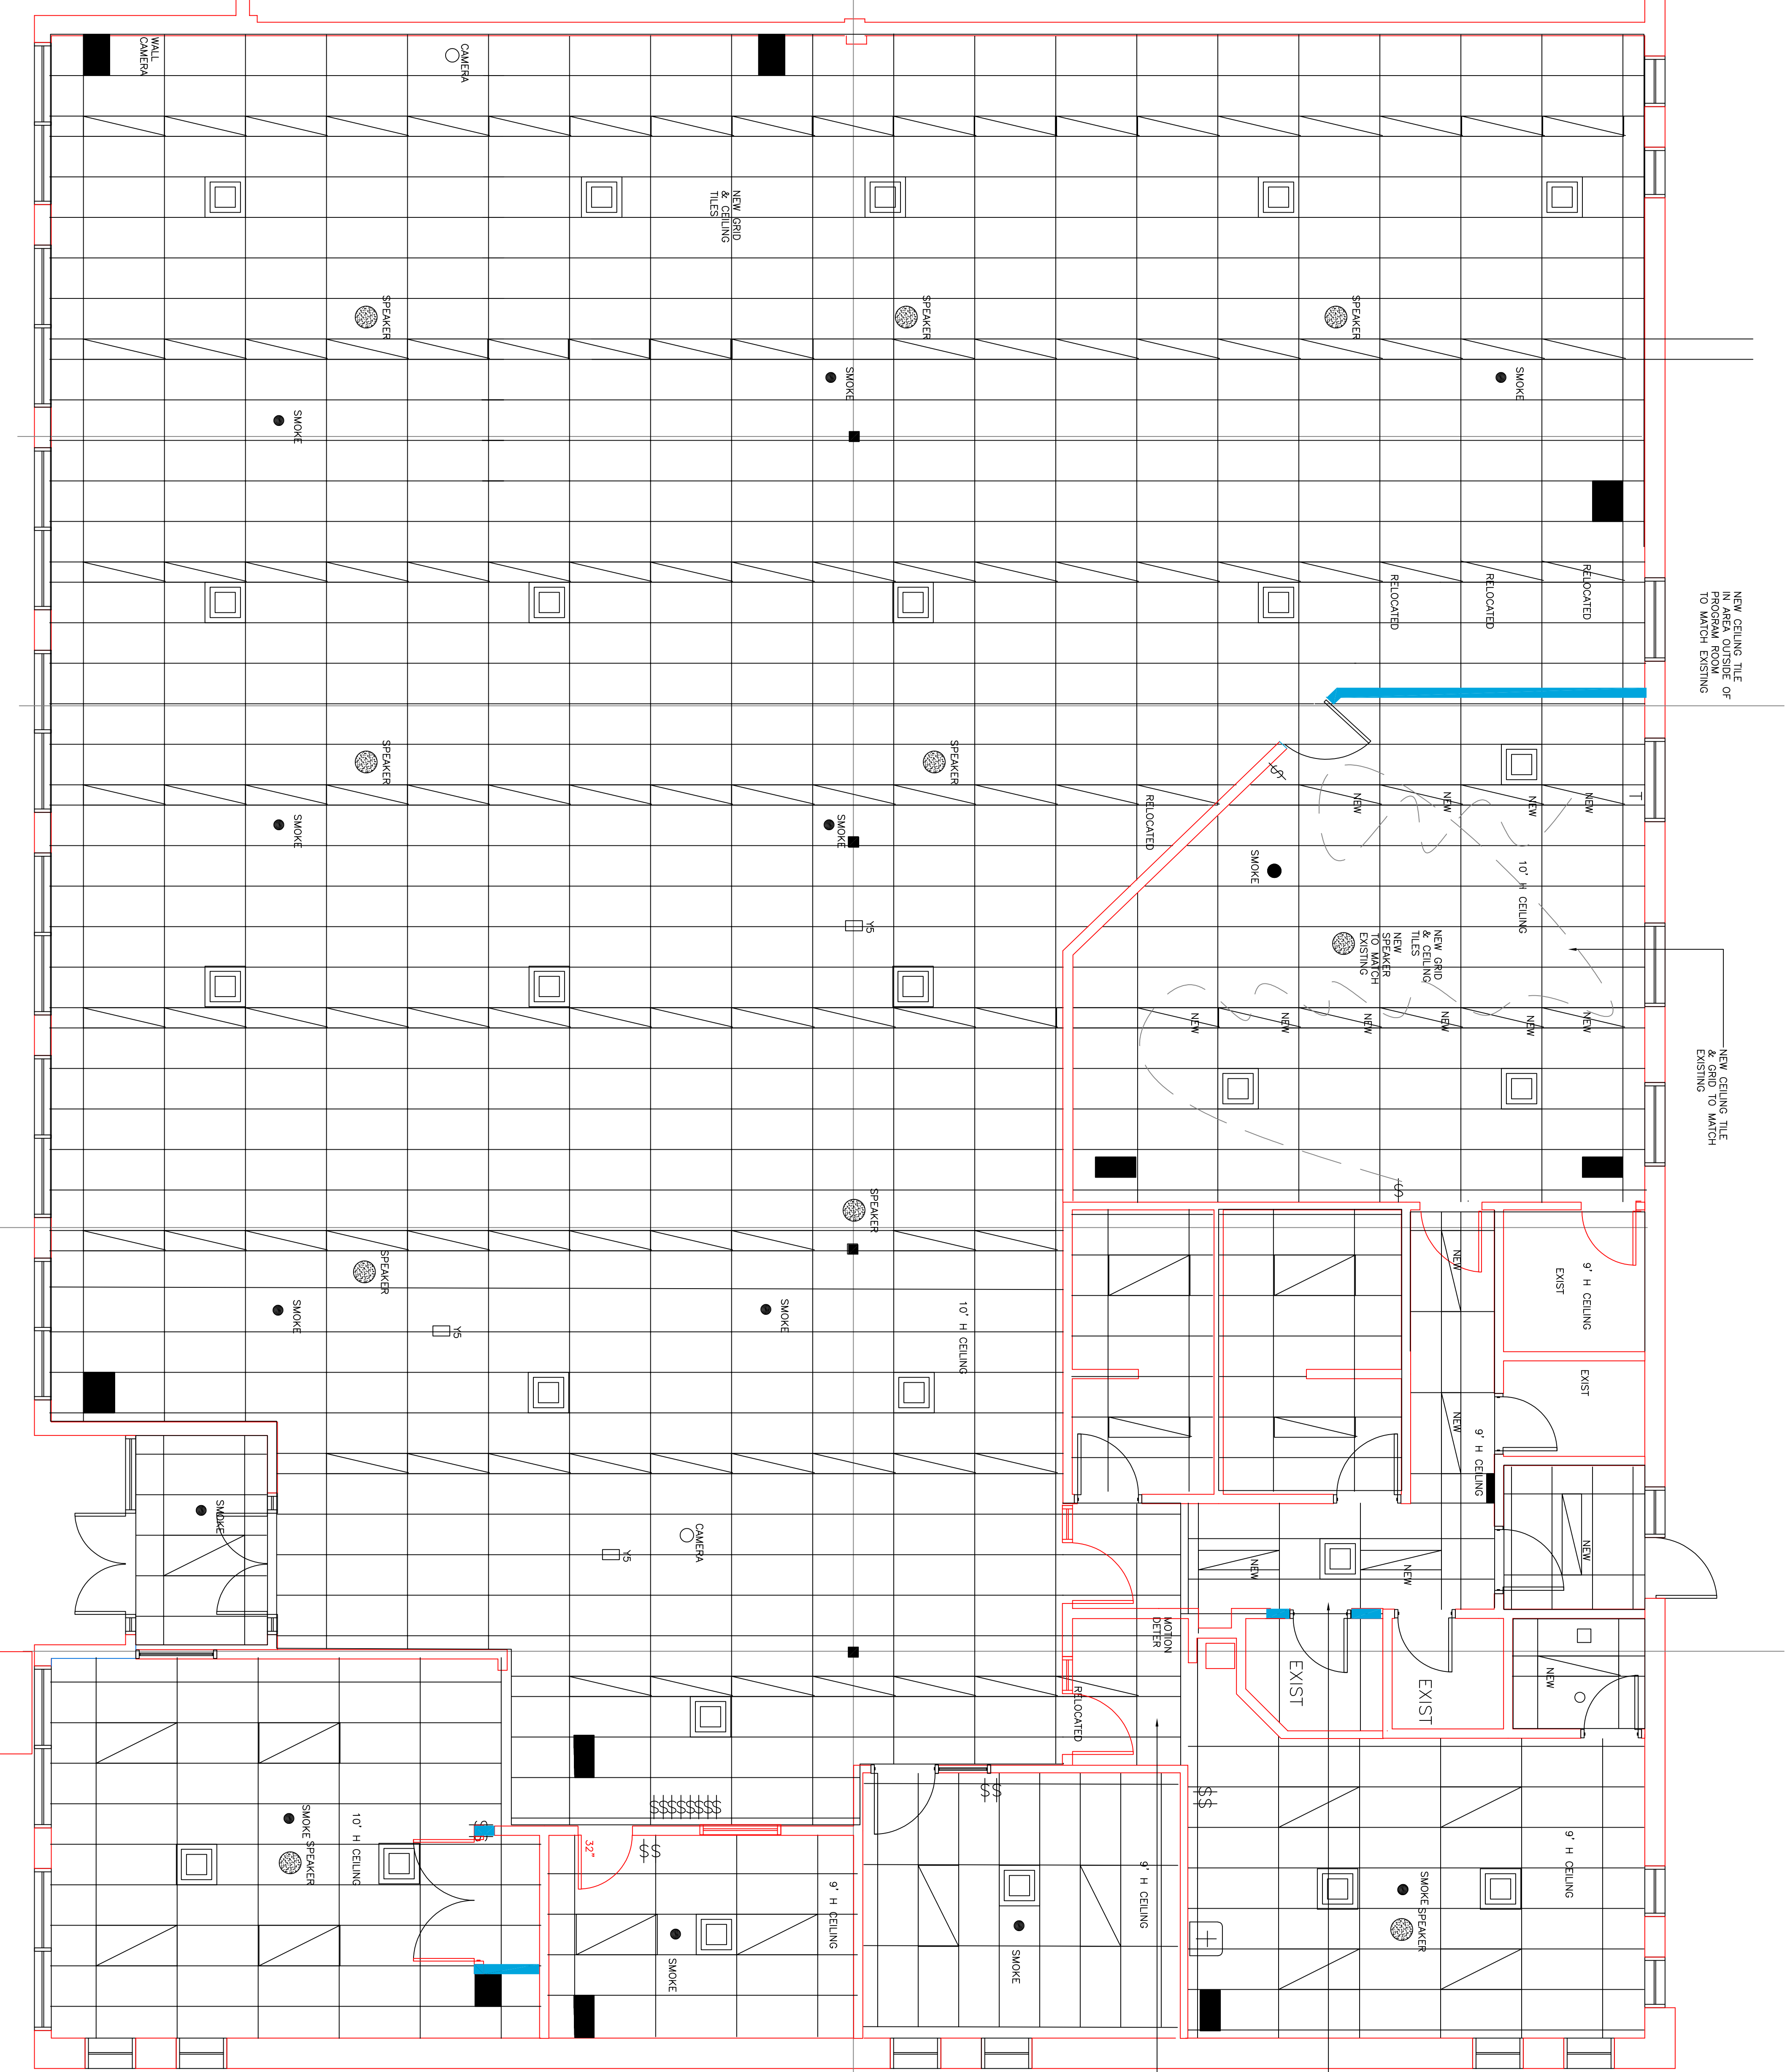 WALL
CAMERA
CAMERA
NEW GRID
& CEILING
TILES
SPEAKER
SPEAKER
SPEAKER
SMOKE
SMOKE
SMOKE
RELOCATED
RELOCATED
RELOCATED
NEW CEILING TILE
IN AREA OUTSIDE OF
PROGRAM ROOM
TO MATCH EXISTING
SPEAKER
SPEAKER
$
NEW
NEW
NEW
NEW
T
RELOCATED
SMOKE
SMOKE
SMOKE
10' H CEILING
Y5
NEW GRID
& CEILING
TILES
NEW
SPEAKER
TO MATCH
EXISTING
NEW
NEW
NEW
NEW
NEW
NEW
NEW CEILING TILE
& GRID TO MATCH
EXISTING
$
SPEAKER
SPEAKER
SMOKE
SMOKE
Y5
10' H CEILING
NEW
EXIST
9' H CEILING
EXIST
NEW
9' H CEILING
SMOKE
CAMERA
Y5
NEW
NEW
NEW
MOTION
DETER
RELOCATED
EXIST
EXIST
NEW
SMOKE
SPEAKER
10' H CEILING
$$
32"
$$$$$$$$
$$
SMOKE
9' H CEILING
$$
SMOKE
9' H CEILING
$$
SMOKE
SPEAKER
9' H CEILING